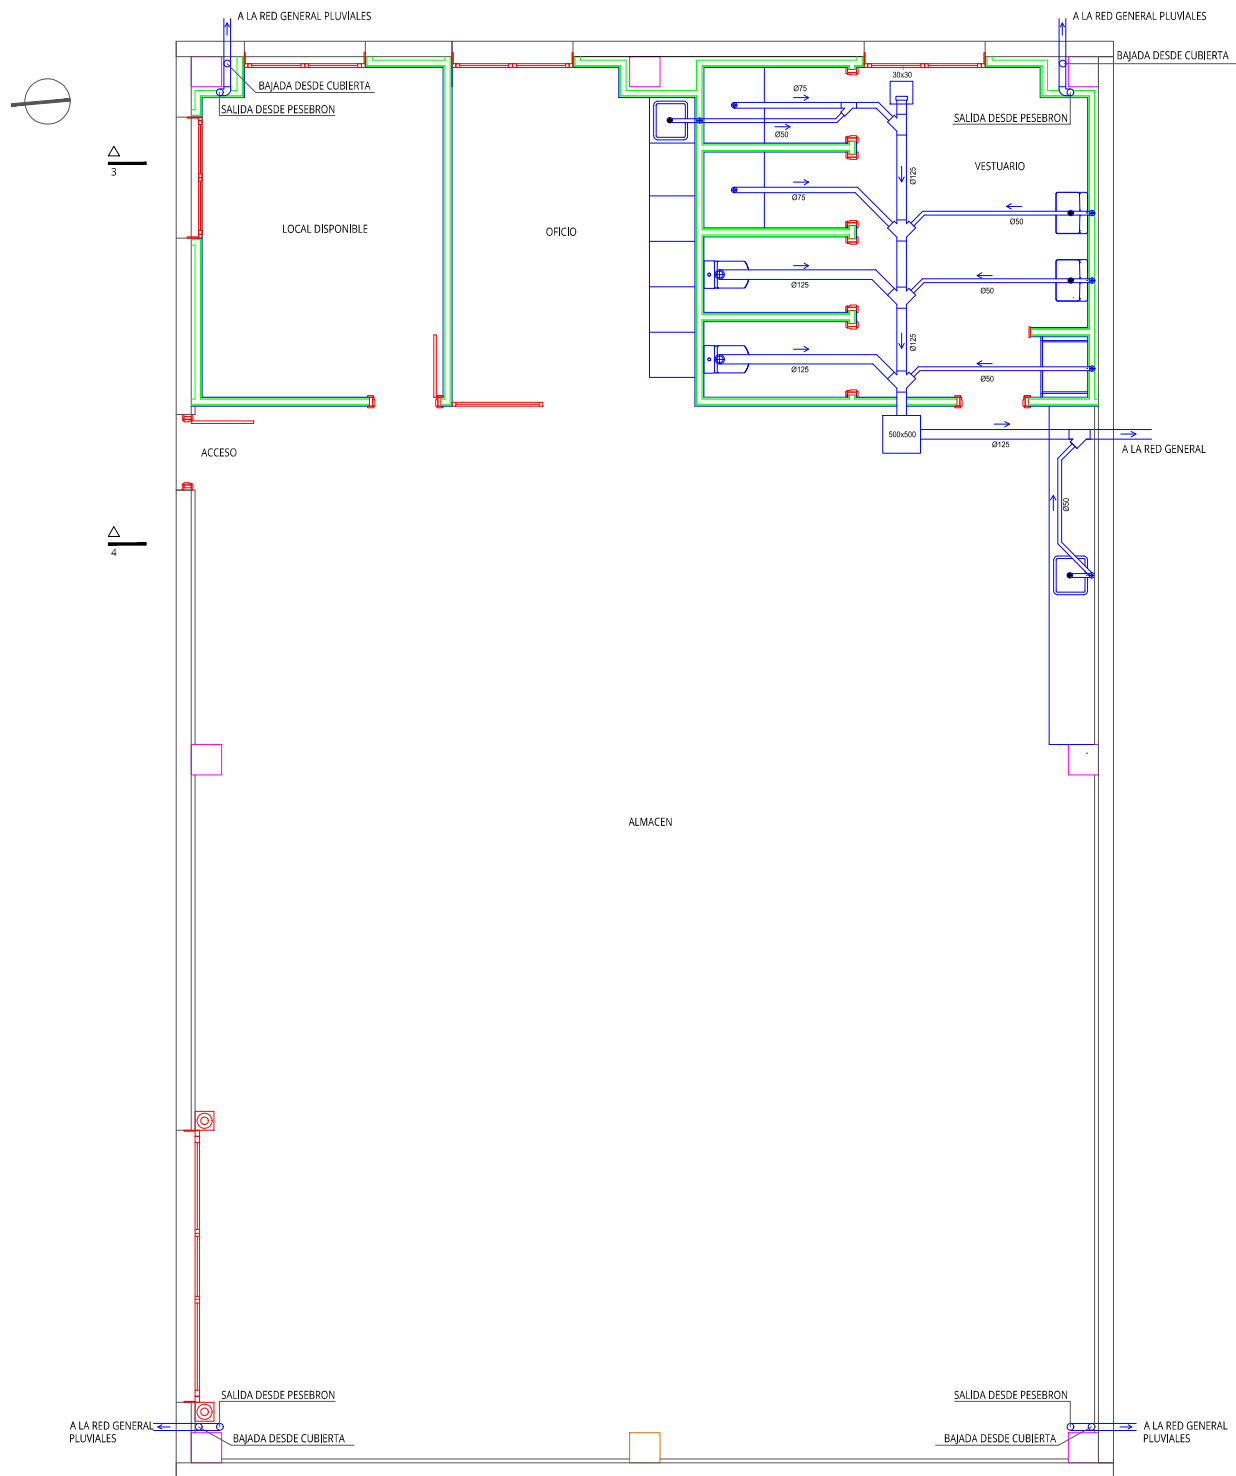 A LA RED GENERAL PLUVIALES
A LA RED GENERAL PLUVIALES
BAJADA DESDE CUBIERTA
BAJADA DESDE CUBIERTA
SALIDA DESDE PESEBRON
SALIDA DESDE PESEBRON
30x30
Ø75
Ø50
3
VESTUARIO
Ø125
Ø75
Ø50
LOCAL DISPONIBLE
OFICIO
Ø125
Ø50
Ø125
Ø125
Ø50
500x500
Ø125
A LA RED GENERAL
ACCESO
Ø50
4
ALMACEN
SALIDA DESDE PESEBRON
SALIDA DESDE PESEBRON
A LA RED GENERAL
PLUVIALES
BAJADA DESDE CUBIERTA
BAJADA DESDE CUBIERTA
A LA RED GENERAL
PLUVIALES